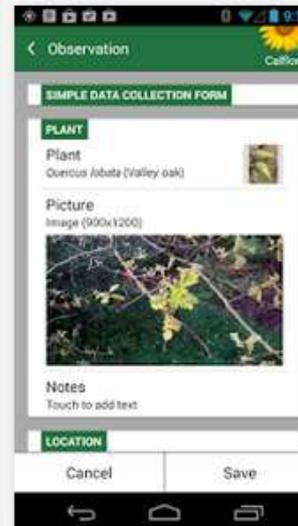 Observation
SIMPLE DATA COLLECTION FORM
PLANT
Plant
Quercus lobata (Valley oak)
Picture
Image (900x1200)
Notes
Touch to add text
LOCATION
Cancel
Save